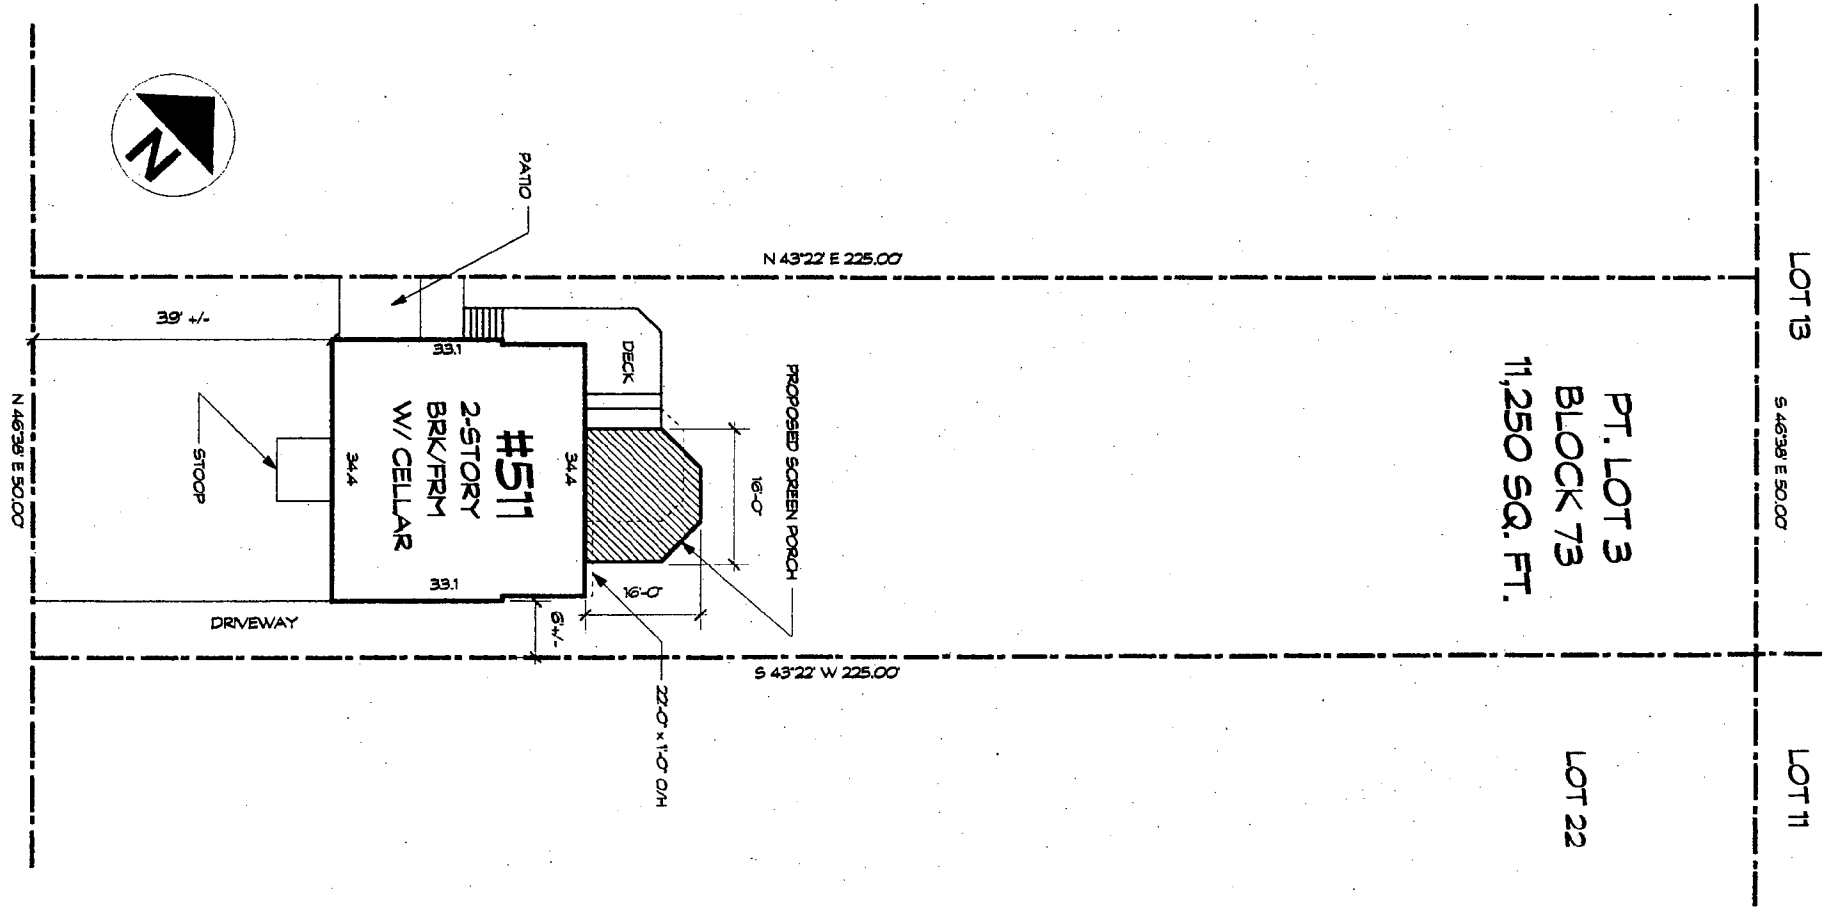 N
PATIO
N 43°22' E 225.00'
LOT 13
39' +/-
33.1
DECK
PROPOSED SCREEN PORCH
PT. LOT 3
BLOCK 73
11,250 SQ. FT.
S 46°38' E 50.00'
N 46°38' E 50.00'
STOOP
34.4
#511
2-STORY
BRK/FRM
W/ CELLAR
34.4
16'-0"
16'-0"
33.1
DRIVEWAY
S 43°22' W 225.00'
22'-0" x 1'-0" O/H
LOT 22
LOT 11